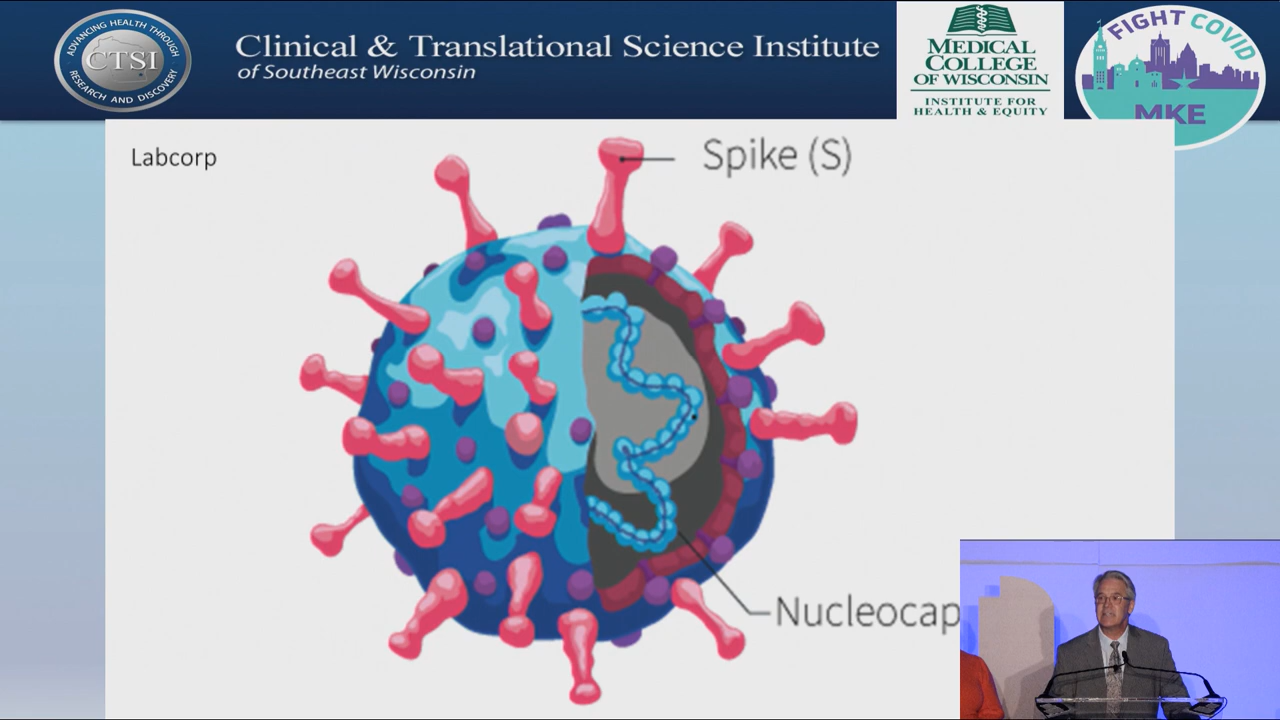 ADVANCING HEALTH THROUGH
CTSI
RESEARCH AND DISCOVERY
Clinical & Translational Science Institute
of Southeast Wisconsin
MEDICAL
COLLEGE
OF WISCONSIN
INSTITUTE FOR
HEALTH & EQUITY
FIGHT COVID
MKE
Labcorp
Spike (S)
Nucleocap